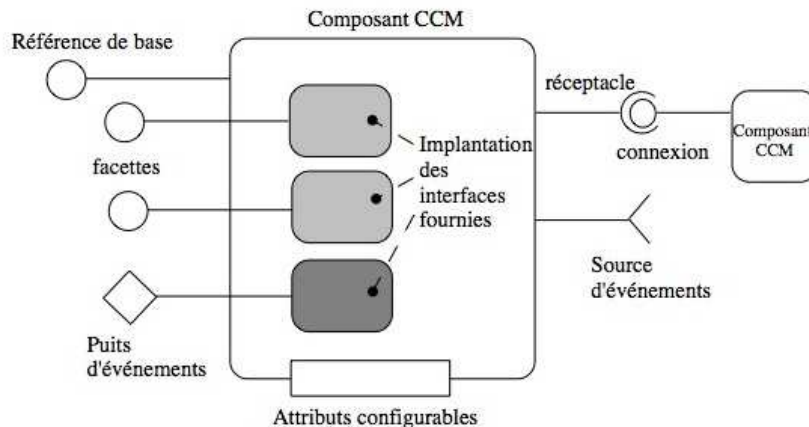 Composant CCM
Référence de base
facettes
Puits
d'événements
Implantation
des
interfaces
fournies
Attributs configurables
réceptacle
connexion
Composant
CCM
Source
d'événements